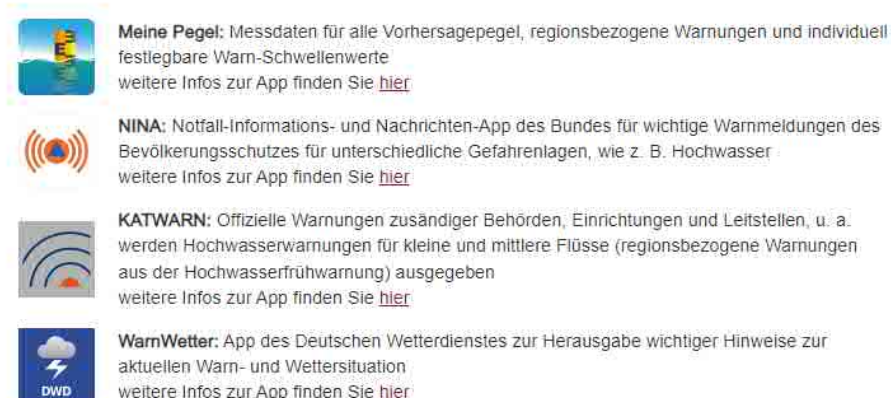 Meine Pegel: Messdaten für alle Vorhersagepegel, regionsbezogene Warnungen und individuell
festlegbare Warn-Schwellenwerte
weitere Infos zur App finden Sie hier
NINA: Notfall-Informations- und Nachrichten-App des Bundes für wichtige Warnmeldungen des
Bevölkerungsschutzes für unterschiedliche Gefahrenlagen, wie z. B. Hochwasser
weitere Infos zur App finden Sie hier
KATWARN: Offizielle Warnungen zusändiger Behörden, Einrichtungen und Leitstellen, u. a.
werden Hochwasserwarnungen für kleine und mittlere Flüsse (regionsbezogene Warnungen
aus der Hochwasserfrühwarnung) ausgegeben
weitere Infos zur App finden Sie hier
WarnWetter: App des Deutschen Wetterdienstes zur Herausgabe wichtiger Hinweise zur
aktuellen Warn- und Wettersituation
DWD
weitere Infos zur App finden Sie hier